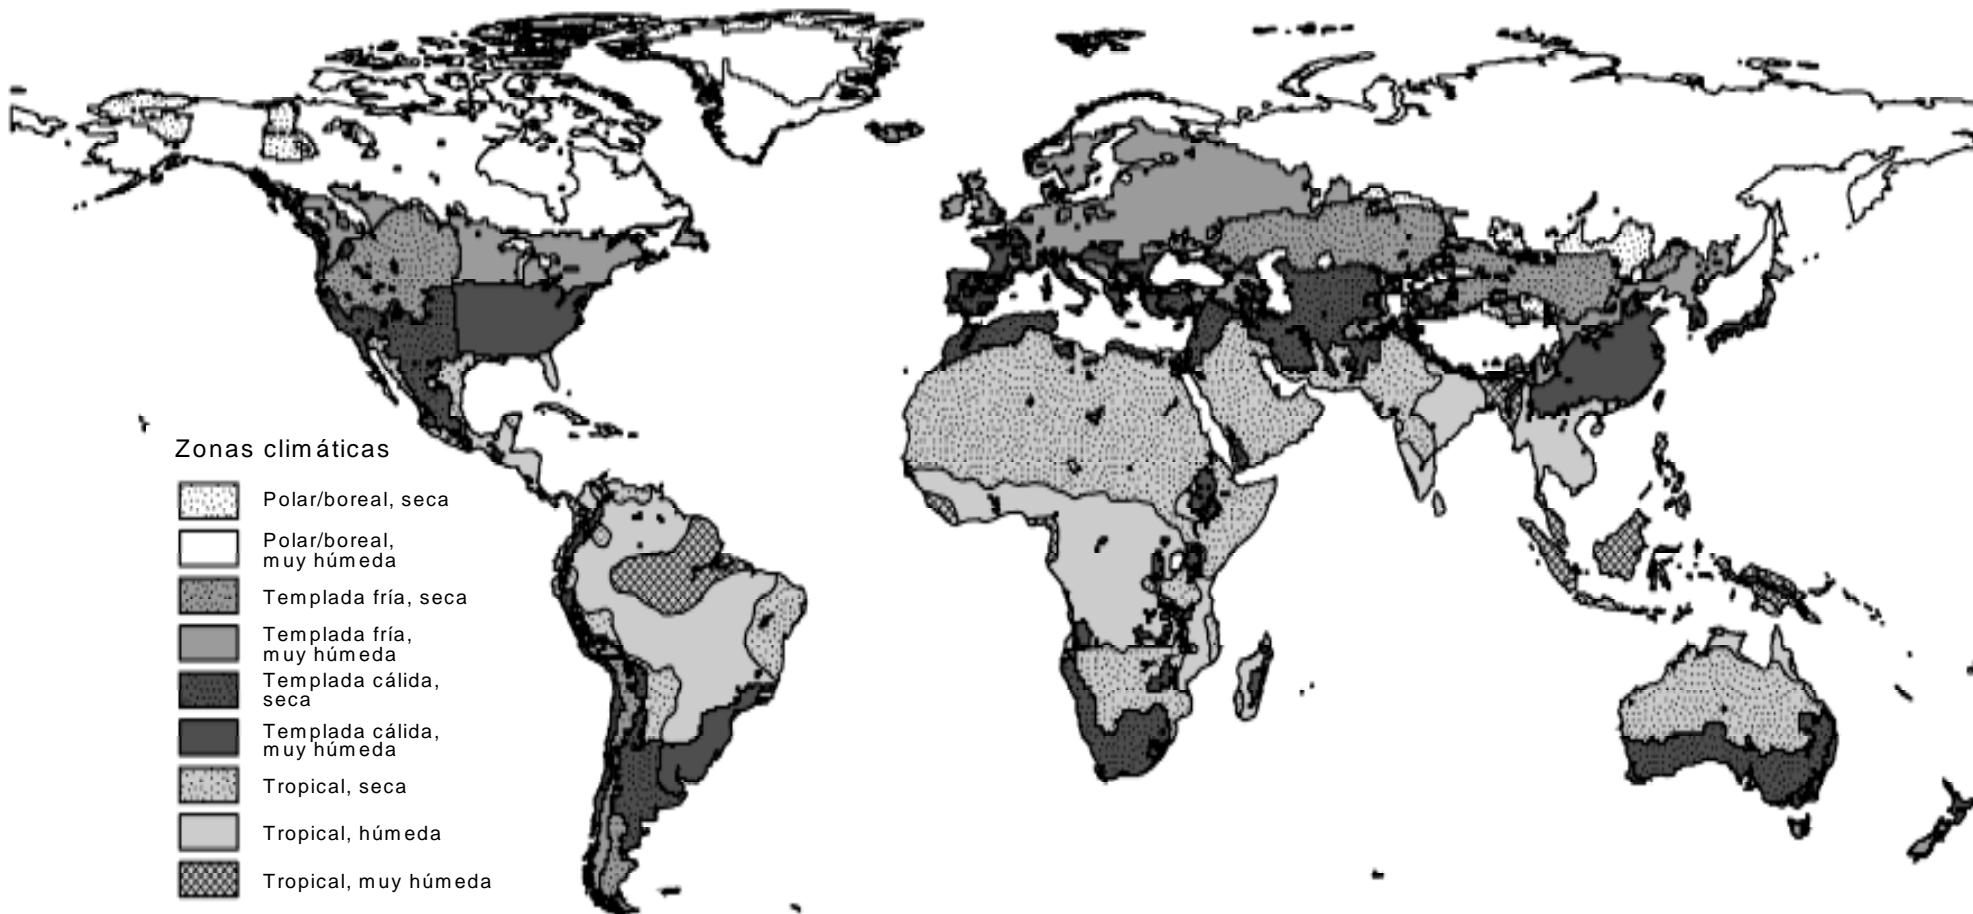 Zonas climáticas
Polar/boreal, seca
Polar/boreal,
muy húmeda
Templada fría, seca
Templada fría,
muy húmeda
Templada cálida,
seca
Templada cálida,
muy húmeda
Tropical, seca
Tropical, húmeda
Tropical, muy húmeda